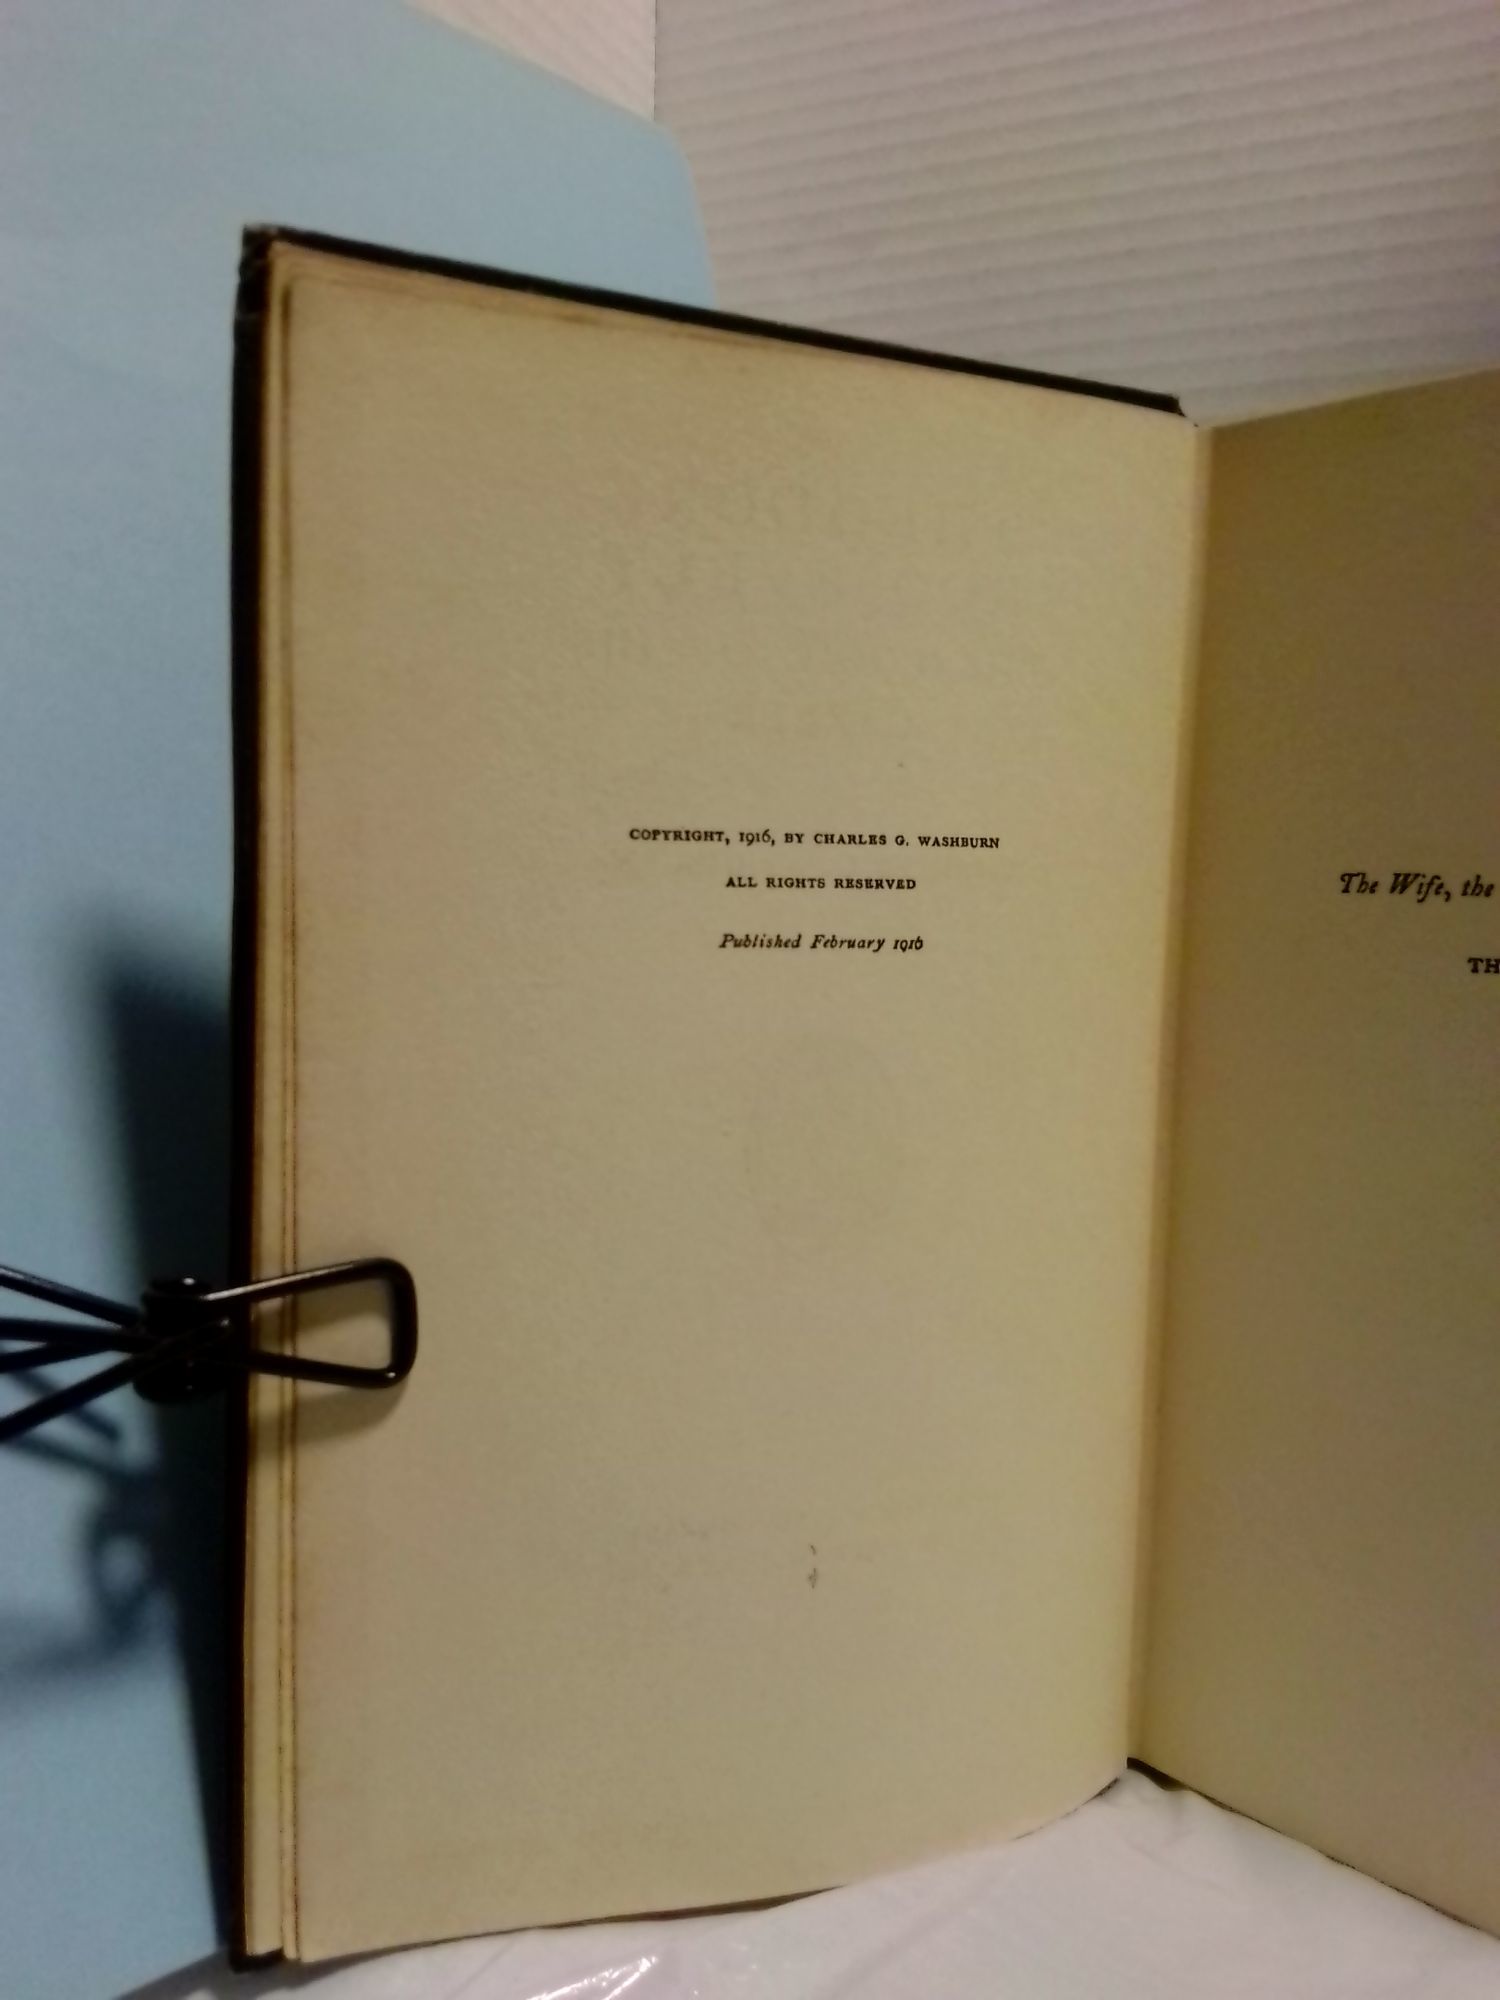 COPYRIGHT, 1916, BY CHARLES G. WASHBURN
ALL RIGHTS RESERVED
Published February 1916
The Wife, the
TH